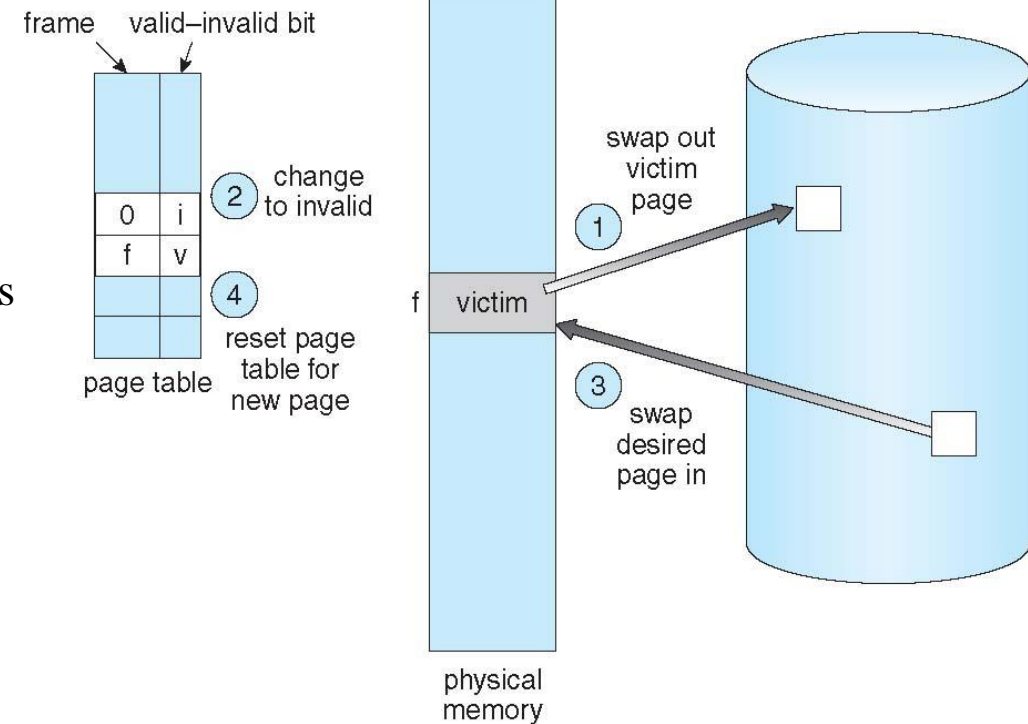 frame
valid–invalid bit
0
i
f
v
2
change
to invalid
4
reset page
table for
new page
page table
s
f
victim
1
swap out
victim
page
3
swap
desired
page in
physical
memory